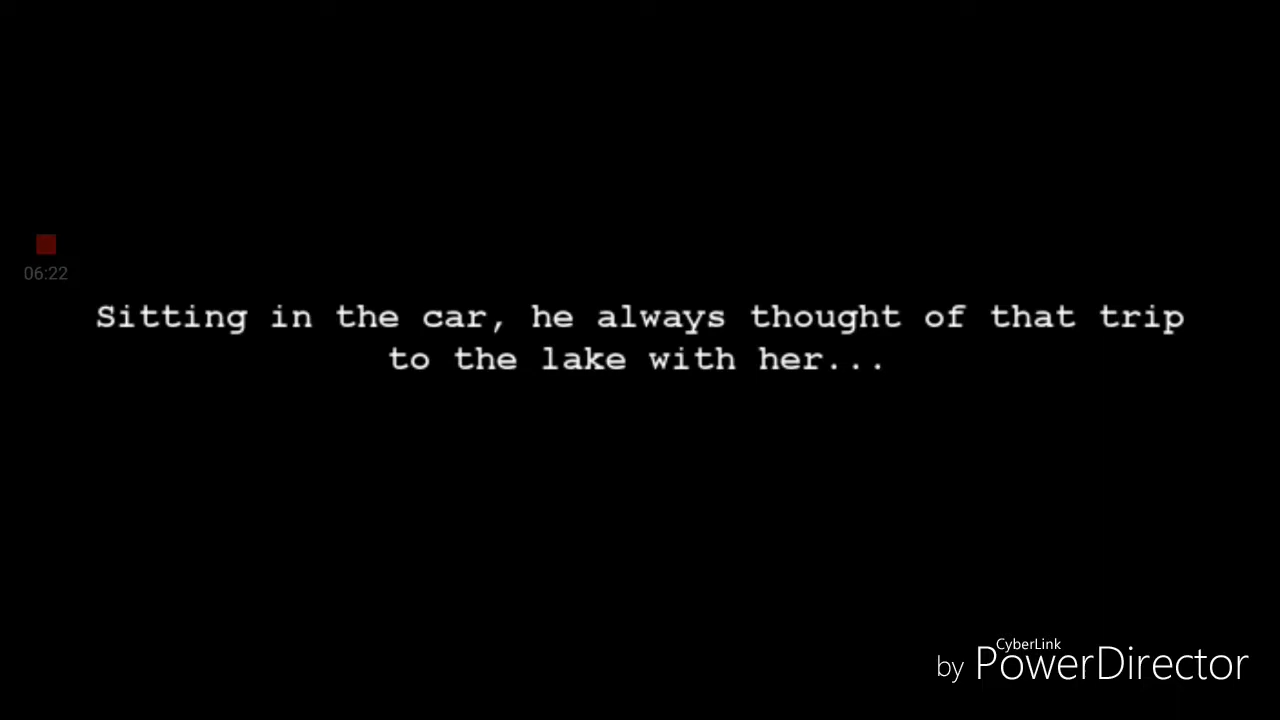 06:22
Sitting in the car, he always thought of that trip
to the lake with her...
CyberLink
by PowerDirector